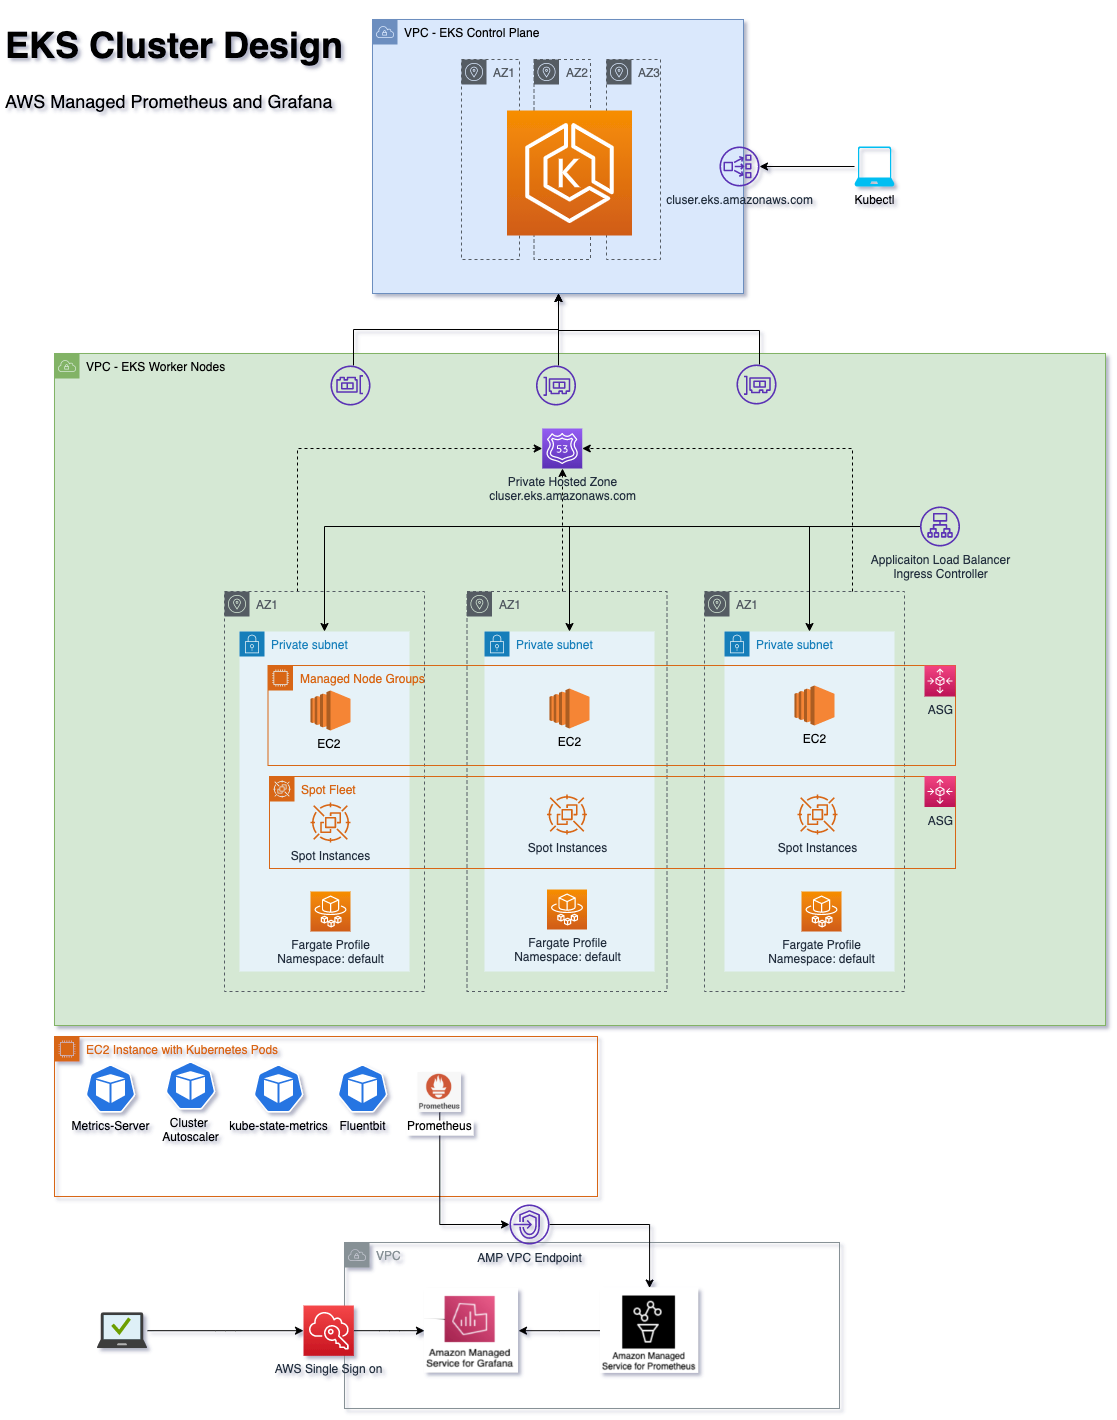 EKS Cluster Design
AWS Managed Prometheus and Grafana
VPC - EKS Control Plane
AZ1
AZ2
AZ3
K
cluser.eks.amazonaws.com
Kubectl
VPC - EKS Worker Nodes
53
Private Hosted Zone
cluser.eks.amazonaws.com
Applicaiton Load Balancer
Ingress Controller
AZ1
AZ1
AZ1
Private subnet
Private subnet
Private subnet
Managed Node Groups
ASG
EC2
EC2
EC2
Spot Fleet
ASG
Spot Instances
Spot Instances
Spot Instances
Fargate Profile
Namespace: default
Fargate Profile
Namespace: default
Fargate Profile
Namespace: default
EC2 Instance with Kubernetes Pods
Metrics-Server
Cluster
Autoscaler
kube-state-metrics
Fluentbit
Prometheus
Prometheus
AMP VPC Endpoint
VPC
AWS Single Sign on
Amazon Managed
Service for Grafana
Amazon Managed
Service for Prometheus